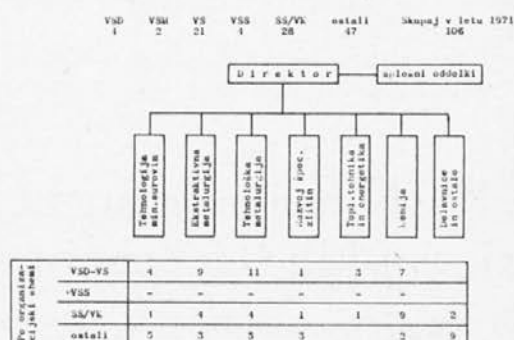 VSD VSM VS VSS SS/VK ostali Skupaj v letu 1971
4 2 21 4 28 47 106
Direktor
splošni oddelki
Tehnologija min.surovin
Ekstraktivna metalurgija
Tehnološka metalurgija
Razvoj spec. zlitin
Topl.tehnika in energetika
Kemija
Delavnice in ostalo
Po organizacijski shemi
VSD-VS 4 9 11 1 3 7
VSS - - - - - -
SS/VK 1 4 4 1 1 9 2
ostali 5 3 5 3 2 9